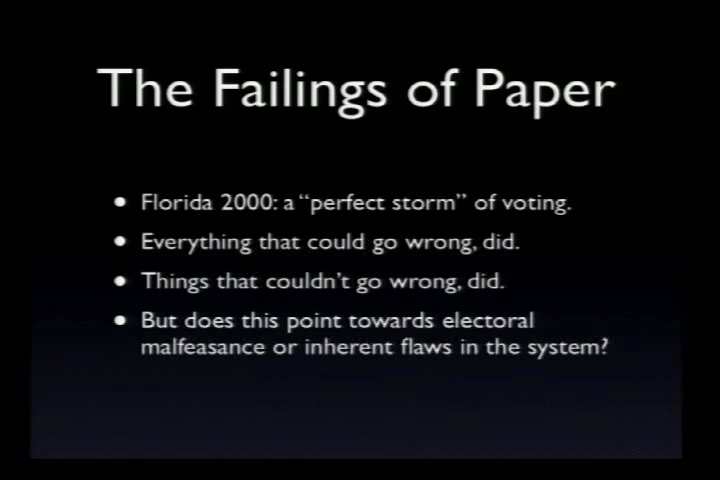 The Failings of Paper
• Florida 2000: a “perfect storm” of voting.
• Everything that could go wrong, did.
• Things that couldn’t go wrong, did.
• But does this point towards electoral
malfeasance or inherent flaws in the system?